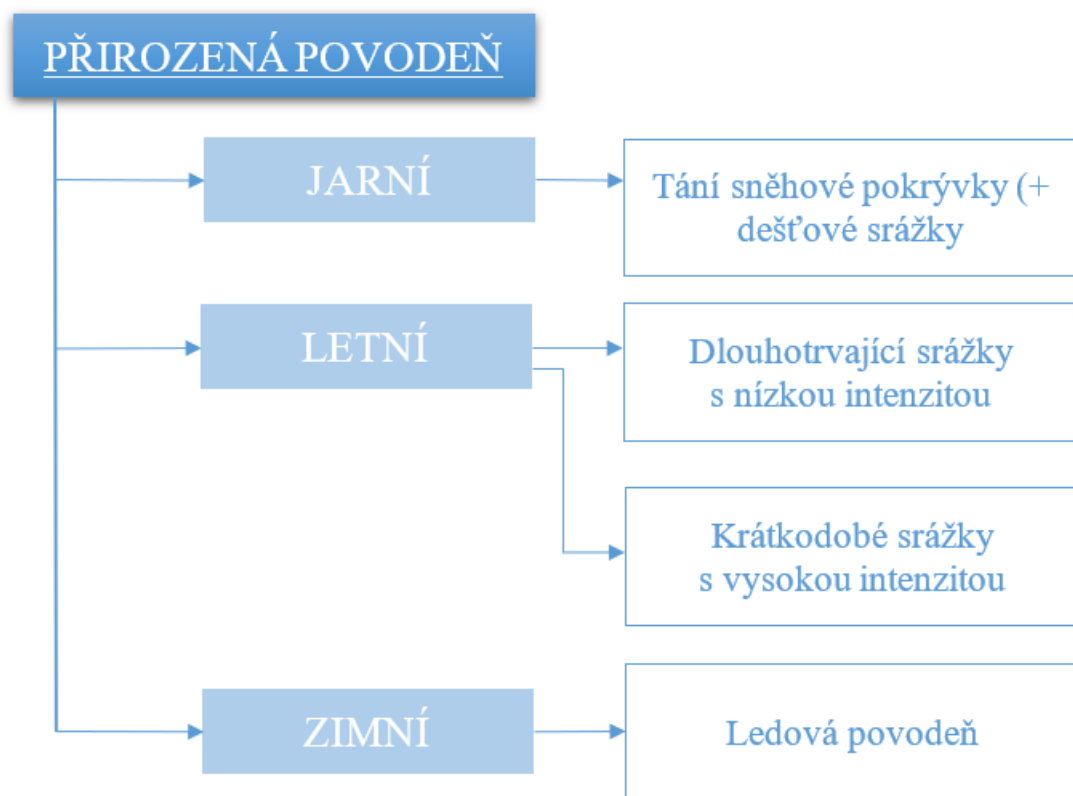 PŘIROZENÁ POVODEŇ
JARNÍ
Tání sněhové pokrývky (+
dešťové srážky
LETNÍ
Dlouhotrvající srážky
s nízkou intenzitou
Krátkodobé srážky
s vysokou intenzitou
ZIMNÍ
Ledová povodeň